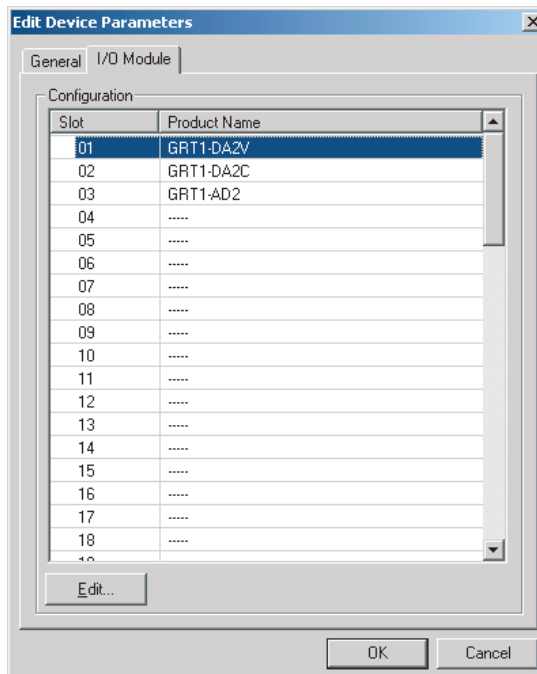 Edit Device Parameters
General I/O Module
Configuration
Slot Product Name
01 GRT1-DA2V
02 GRT1-DA2C
03 GRT1-AD2
04 -----
05 -----
06 -----
07 -----
08 -----
09 -----
10 -----
11 -----
12 -----
13 -----
14 -----
15 -----
16 -----
17 -----
18 -----
Edit...
OK Cancel